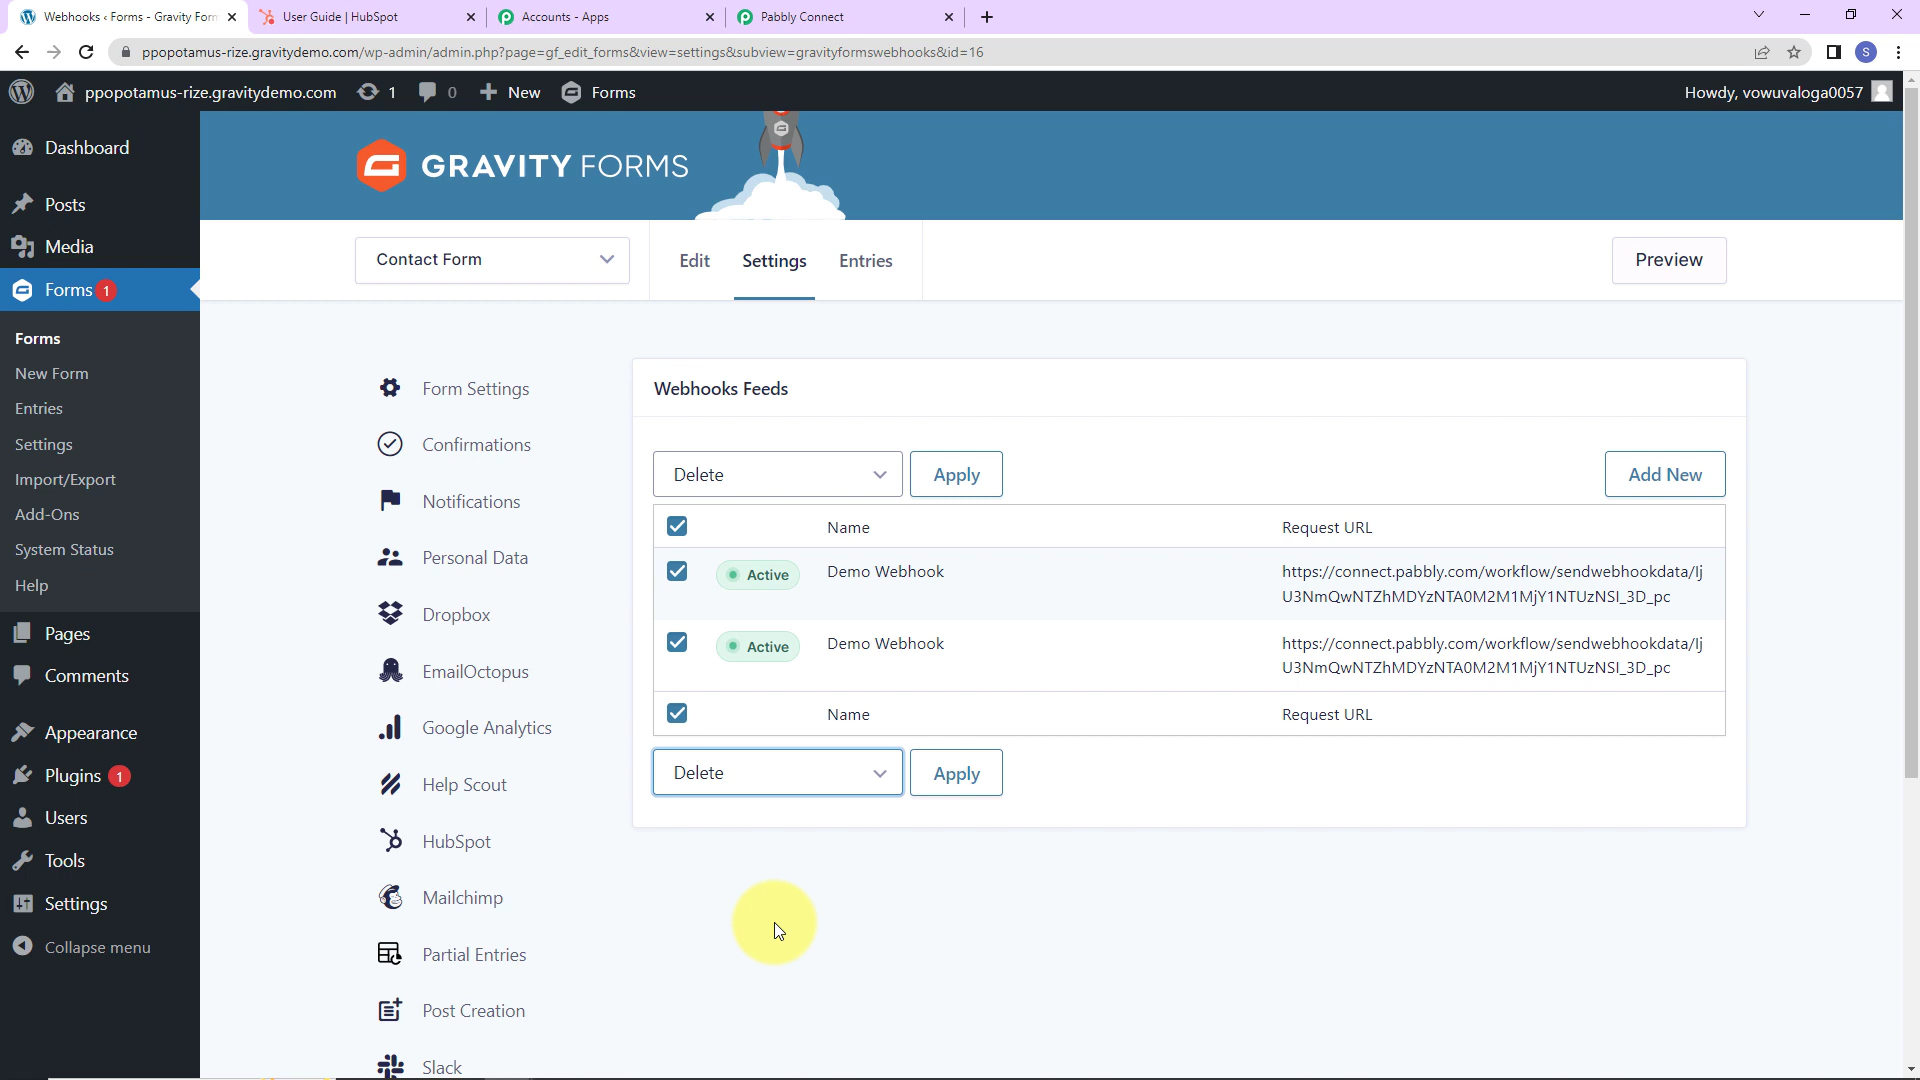 Webhooks ‹ Forms - Gravity Form
User Guide | HubSpot
Accounts - Apps
Pabbly Connect
ppopotamus-rize.gravitydemo.com/wp-admin/admin.php?page=gf_edit_forms&view=settings&subview=gravityformswebhooks&id=16
S
ppopotamus-rize.gravitydemo.com
1
0
New
Forms
Howdy, vowuvaloga0057
Dashboard
Posts
Media
Forms 1
Forms
New Form
Entries
Settings
Import/Export
Add-Ons
System Status
Help
Pages
Comments
Appearance
Plugins 1
Users
Tools
Settings
Collapse menu
GRAVITY FORMS
Contact Form
Edit
Settings
Entries
Preview
Form Settings
Confirmations
Notifications
Personal Data
Dropbox
EmailOctopus
Google Analytics
Help Scout
HubSpot
Mailchimp
Partial Entries
Post Creation
Slack
Webhooks Feeds
Delete
Apply
Add New
Name
Request URL
Active
Demo Webhook
https://connect.pabbly.com/workflow/sendwebhookdata/Ij
U3NmQwNTZhMDYzNTA0M2M1MjY1NTUzNSI_3D_pc
Active
Demo Webhook
https://connect.pabbly.com/workflow/sendwebhookdata/Ij
U3NmQwNTZhMDYzNTA0M2M1MjY1NTUzNSI_3D_pc
Name
Request URL
Delete
Apply